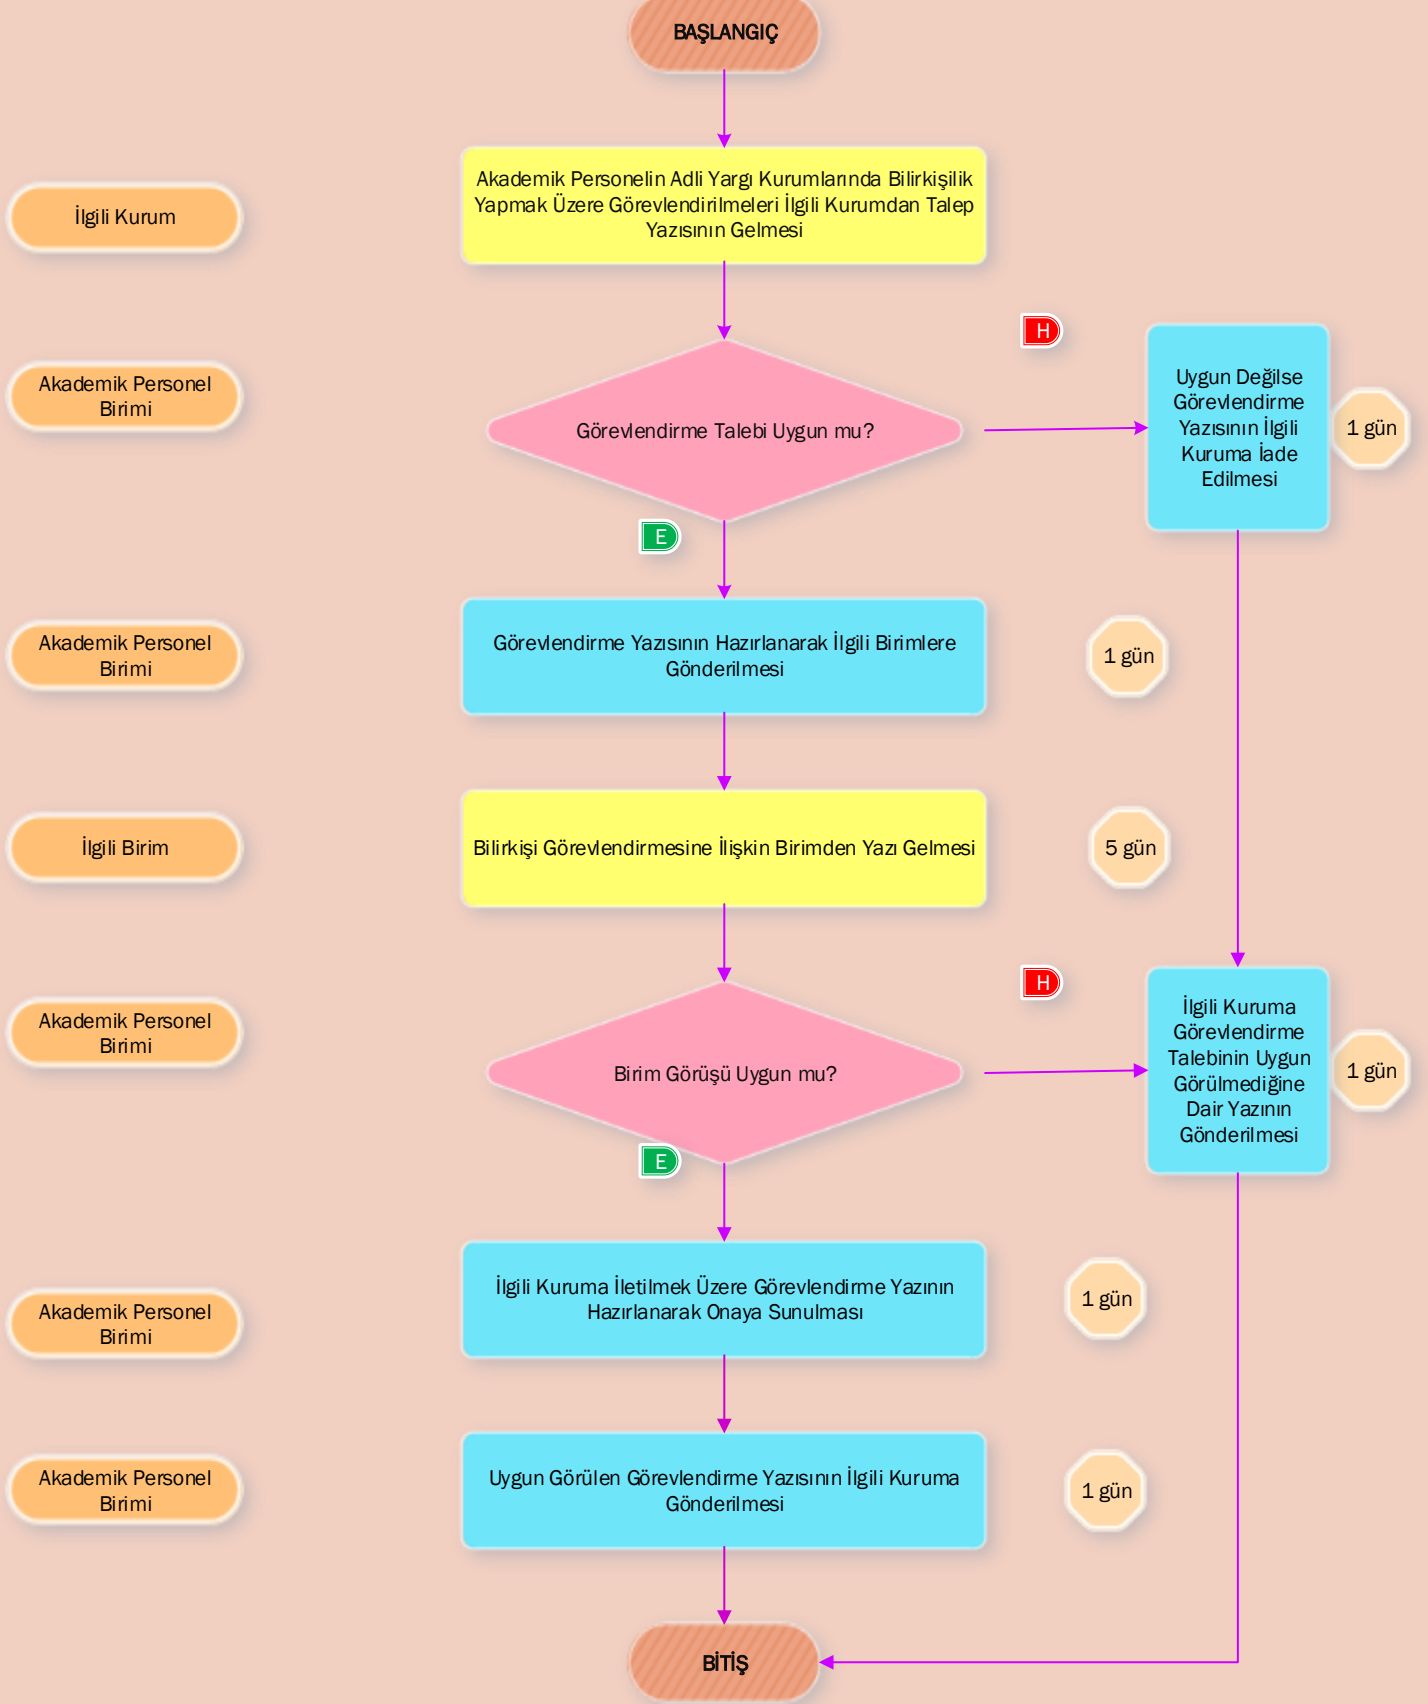 BAŞLANGIÇ
İlgili Kurum
Akademik Personelin Adli Yargı Kurumlarında Bilirkişilik
Yapmak Üzere Görevlendirilmeleri İlgili Kurumdan Talep
Yazısının Gelmesi
H
Akademik Personel
Birimi
Görevlendirme Talebi Uygun mu?
Uygun Değilse
Görevlendirme
Yazısının İlgili
Kuruma İade
Edilmesi
1 gün
E
Akademik Personel
Birimi
Görevlendirme Yazısının Hazırlanarak İlgili Birimlere
Gönderilmesi
1 gün
İlgili Birim
Bilirkişi Görevlendirmesine İlişkin Birimden Yazı Gelmesi
5 gün
H
Akademik Personel
Birimi
Birim Görüşü Uygun mu?
İlgili Kuruma
Görevlendirme
Talebinin Uygun
Görülmediğine
Dair Yazının
Gönderilmesi
1 gün
E
Akademik Personel
Birimi
İlgili Kuruma İletilmek Üzere Görevlendirme Yazının
Hazırlanarak Onaya Sunulması
1 gün
Akademik Personel
Birimi
Uygun Görülen Görevlendirme Yazısının İlgili Kuruma
Gönderilmesi
1 gün
BİTİŞ